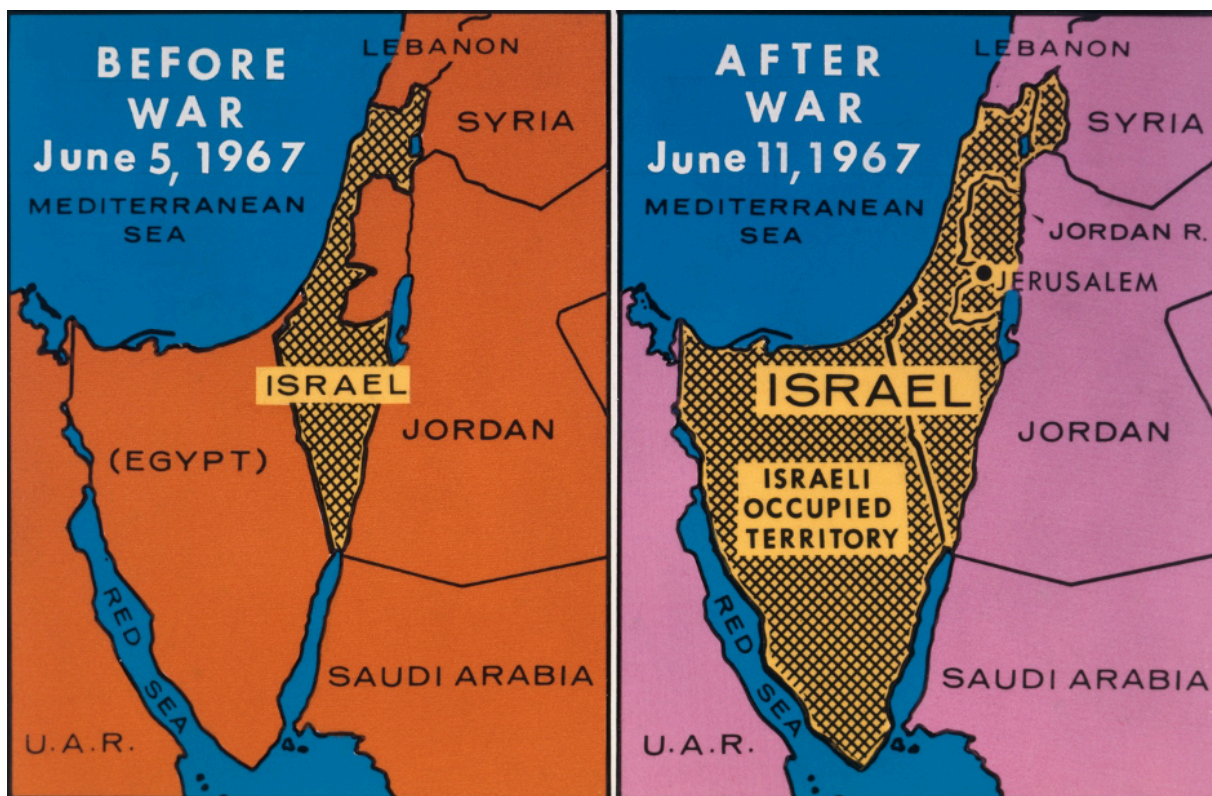 BEFORE
WAR
June 5, 1967
LEBANON
SYRIA
MEDITERRANEAN
SEA
ISRAEL
JORDAN
(EGYPT)
RED
SEA
SAUDI ARABIA
U.A.R.
AFTER
WAR
June 11, 1967
LEBANON
SYRIA
MEDITERRANEAN
SEA
JORDAN R.
JERUSALEM
ISRAEL
JORDAN
ISRAELI
OCCUPIED
TERRITORY
RED
SEA
SAUDI ARABIA
U.A.R.